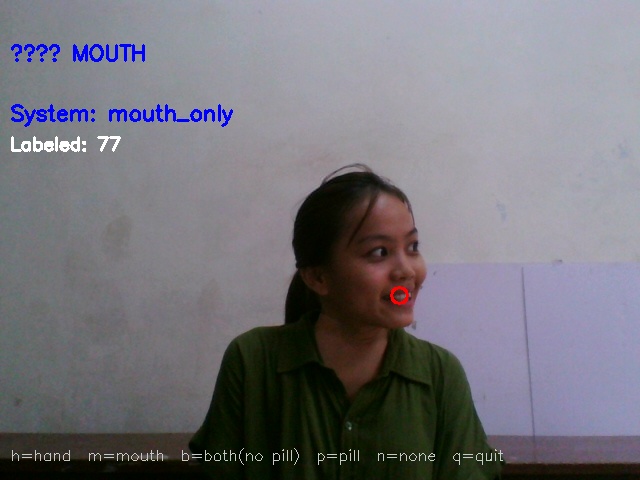 ???? MOUTH
System: mouth_only
Labeled: 77
h=hand m=mouth b=both(no pill) p=pill n=none q=quit